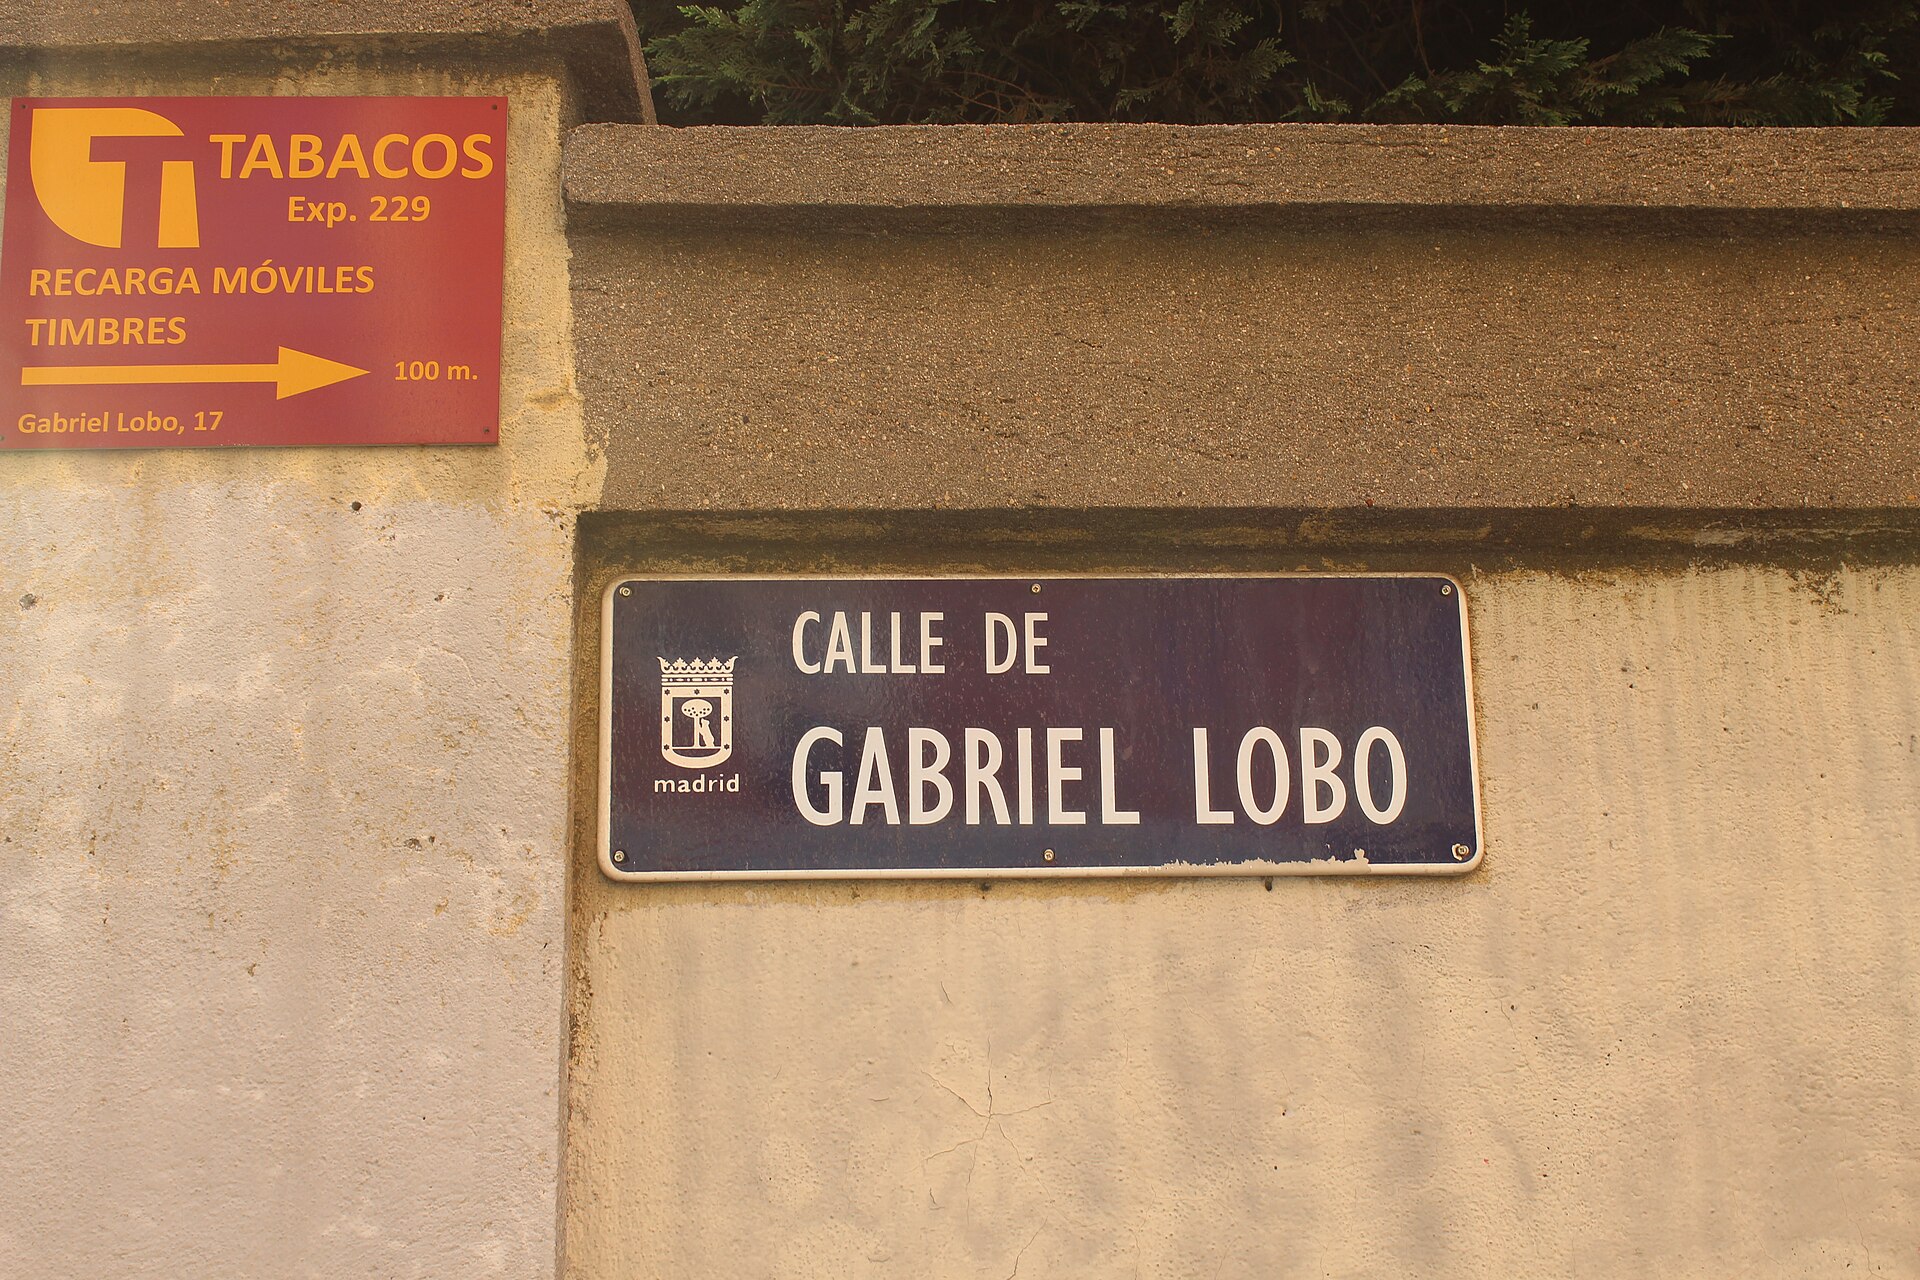 TABACOS
Exp. 229
RECARGA MÓVILES
TIMBRES
100 m.
Gabriel Lobo, 17
CALLE DE
GABRIEL LOBO
madrid